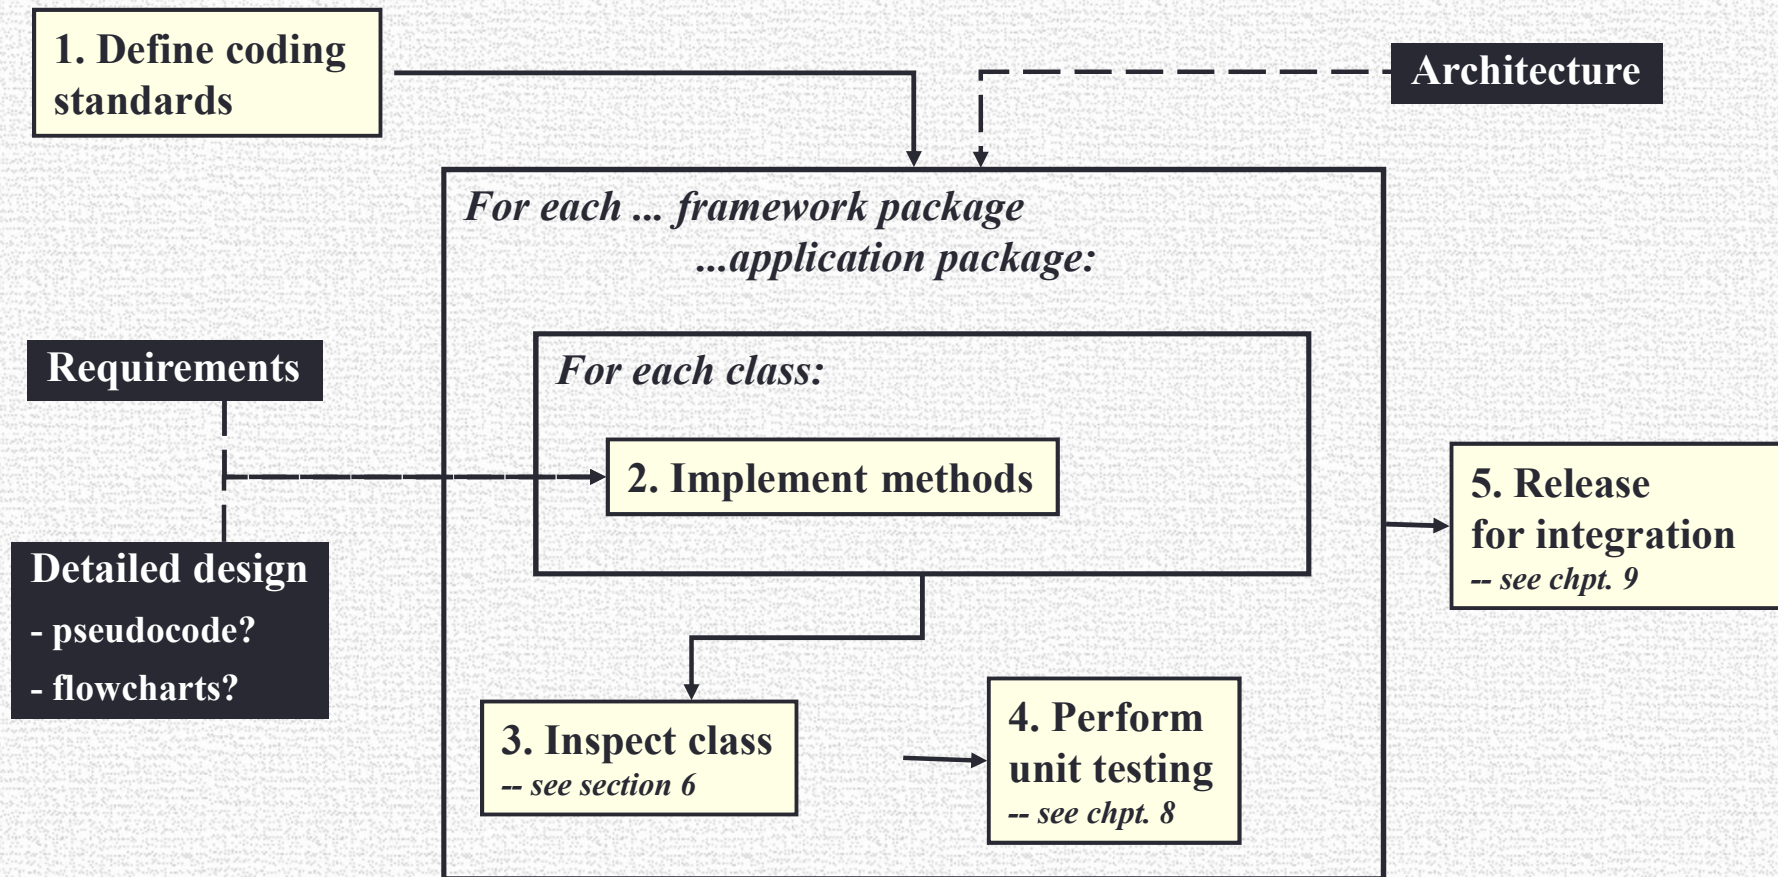 1. Define coding
standards
Architecture
For each ... framework package
...application package:
Requirements
For each class:
2. Implement methods
Detailed design
- pseudocode?
- flowcharts?
5. Release
for integration
-- see chpt. 9
3. Inspect class
-- see section 6
4. Perform
unit testing
-- see chpt. 8